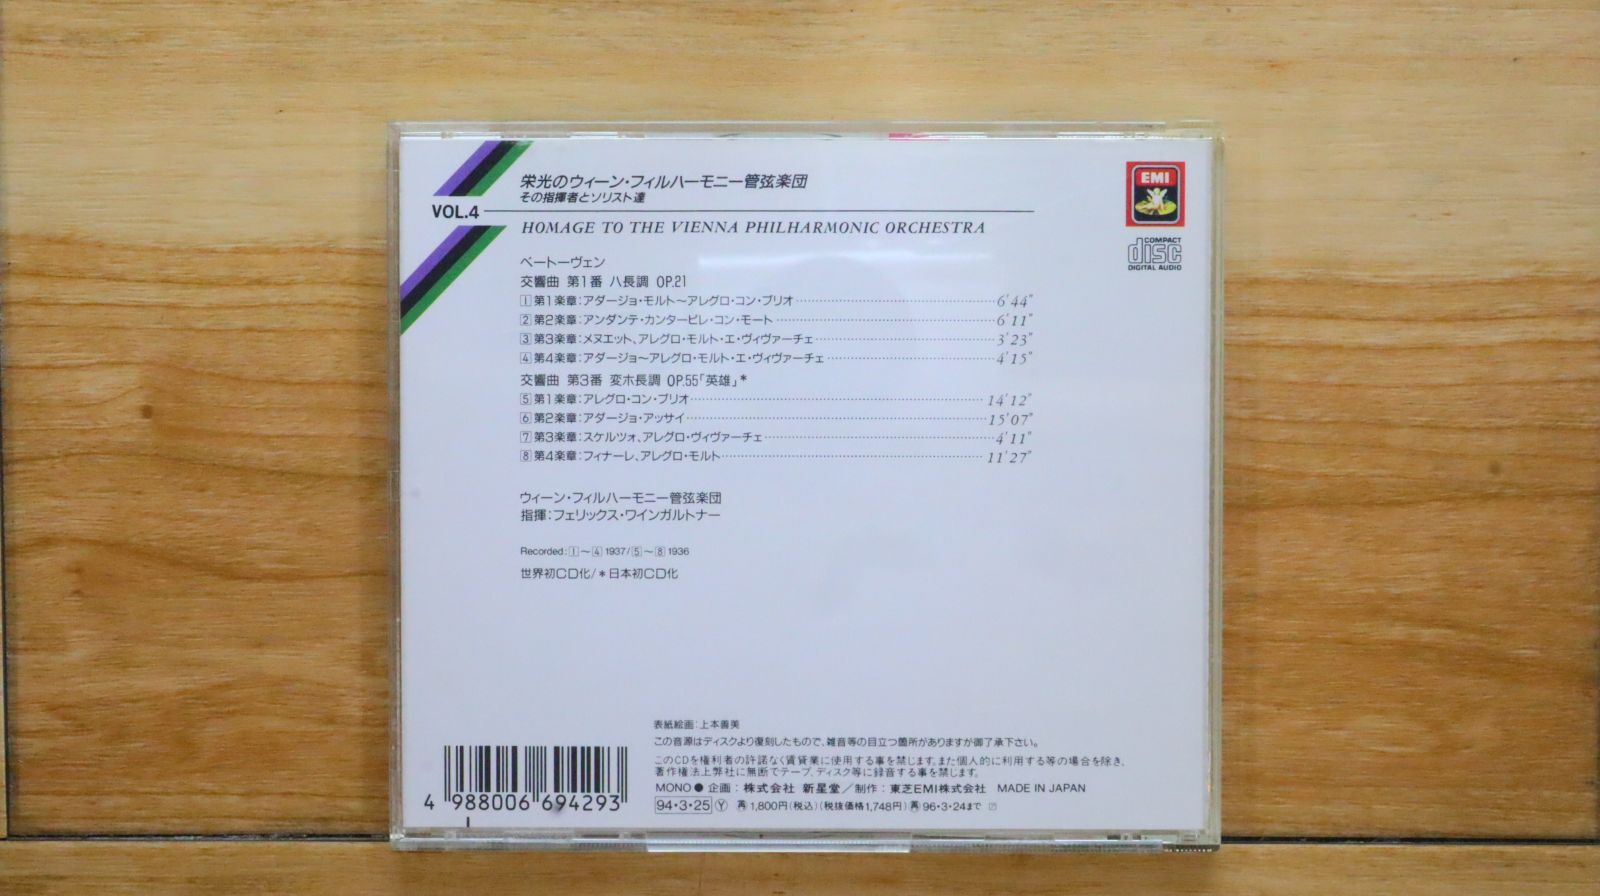 栄光のウィーン・フィルハーモニー管弦楽団
その指揮者とソリスト達
VOL.4
HOMAGE TO THE VIENNA PHILHARMONIC ORCHESTRA
EMI
COMPACT
disc
DIGITAL AUDIO
ベートーヴェン
交響曲 第1番 ハ長調 OP.21
1 第1楽章:アダージョ・モルト〜アレグロ・コン・ブリオ 6'44"
2 第2楽章:アンダンテ・カンタービレ・コン・モート 6'11"
3 第3楽章:メヌエット、アレグロ・モルト・エ・ヴィヴァーチェ 3'23"
4 第4楽章:アダージョ〜アレグロ・モルト・エ・ヴィヴァーチェ 4'15"
交響曲 第3番 変ホ長調 OP.55「英雄」*
5 第1楽章:アレグロ・コン・ブリオ 14'12"
6 第2楽章:アダージョ・アッサイ 15'07"
7 第3楽章:スケルツォ、アレグロ・ヴィヴァーチェ 4'11"
8 第4楽章:フィナーレ、アレグロ・モルト 11'27"
ウィーン・フィルハーモニー管弦楽団
指揮:フェリックス・ワインガルトナー
Recorded:1〜4 1937/5〜8 1936
世界初CD化/*日本初CD化
表紙絵画:上本善美
この音源はディスクより復刻したもので、雑音等の目立つ箇所がありますが御了承下さい。
このCDを権利者の許諾なく賃貸業に使用する事を禁じます。また個人的に利用する等の場合を除き、
著作権法上弊社に無断でテープ、ディスク等に録音する事を禁じます。
MONO● 企画:株式会社 新星堂/制作:東芝EMI株式会社 MADE IN JAPAN
94・3・25 Ⓨ 再 1,800円(税込)(税抜価格1,748円) 再 96・3・24まで
4 988006 694293